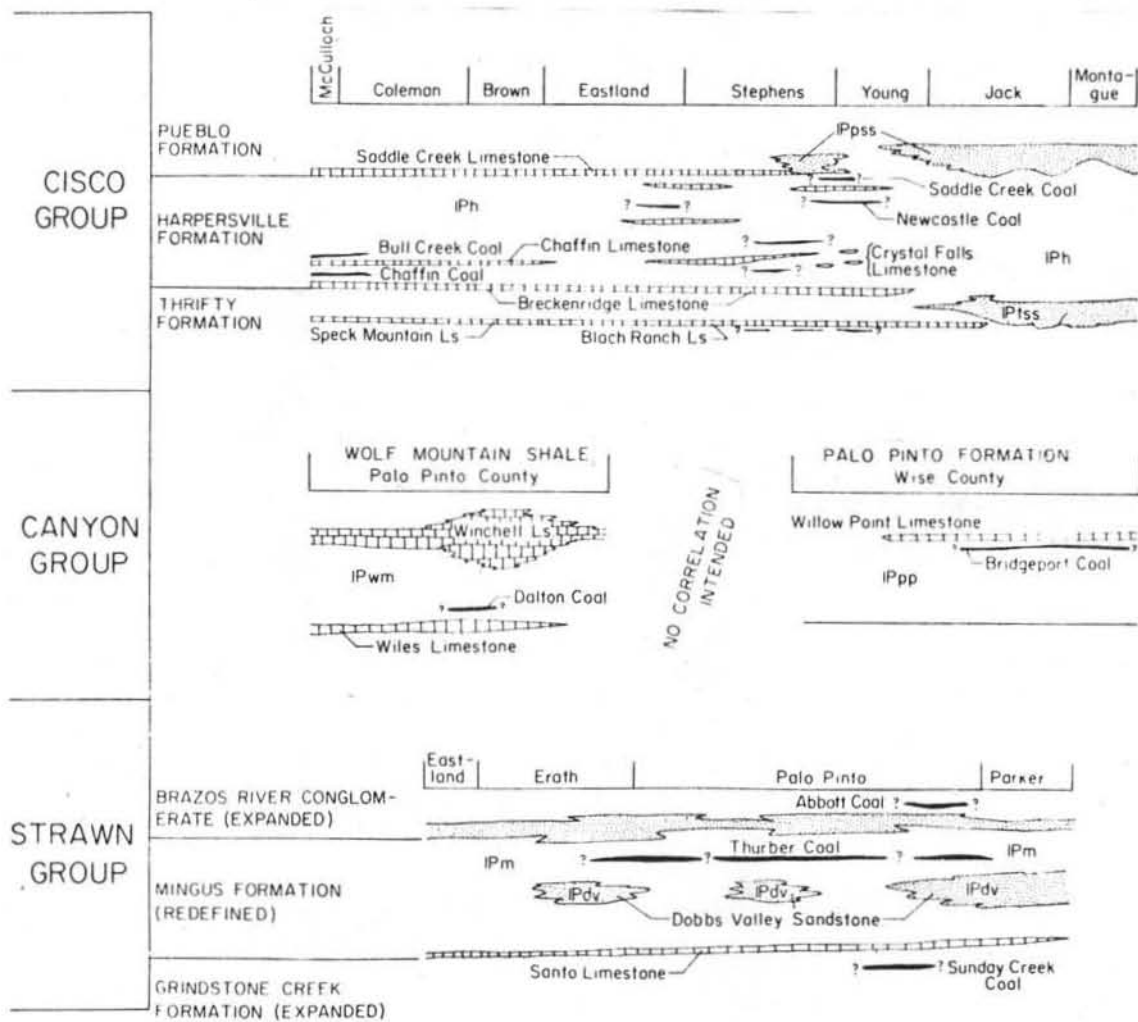 McCulloch
Coleman
Brown
Eastland
Stephens
Young
Jack
Monta-
gue
CISCO
GROUP
PUEBLO
FORMATION
IPpss
Saddle Creek Limestone
Saddle Creek Coal
HARPERSVILLE
FORMATION
IPh
? ?
? ?
? ?
Newcastle Coal
Bull Creek Coal
Chaffin Limestone
? ?
Crystal Falls
Limestone
IPh
Chaffin Coal
? ?
THRIFTY
FORMATION
Breckenridge Limestone
IPtss
Speck Mountain Ls
Blach Ranch Ls
? ?
CANYON
GROUP
WOLF MOUNTAIN SHALE
Palo Pinto County
Winchell Ls
IPwm
? Dalton Coal ?
Wiles Limestone
NO CORRELATION
INTENDED
PALO PINTO FORMATION
Wise County
Willow Point Limestone
? ?
Bridgeport Coal
IPpp
STRAWN
GROUP
East-
land
Erath
Palo Pinto
Parker
BRAZOS RIVER CONGLOM-
ERATE (EXPANDED)
Abbott Coal ? ?
IPm
? ? Thurber Coal ? ?
IPm
MINGUS FORMATION
(REDEFINED)
IPdv
IPdv
IPdv
Dobbs Valley Sandstone
Santo Limestone
? ? Sunday Creek
Coal
GRINDSTONE CREEK
FORMATION (EXPANDED)